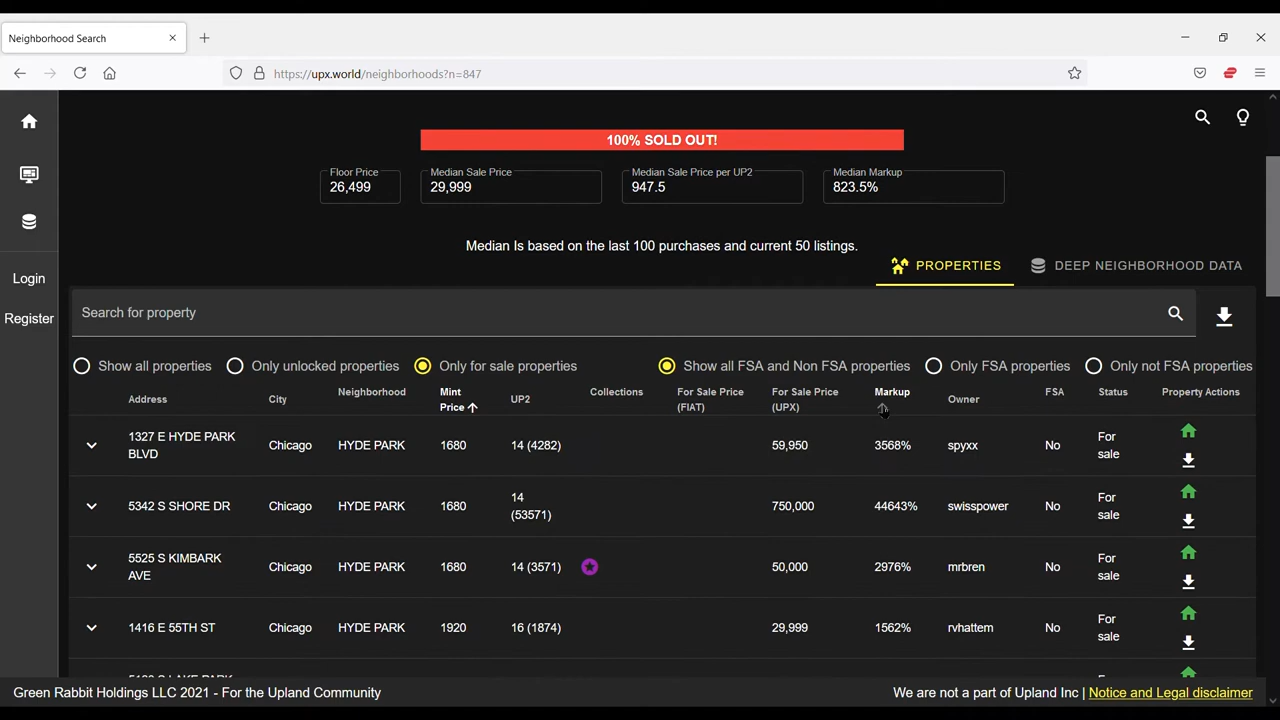 Neighborhood Search
https://upx.world/neighborhoods?n=847
100% SOLD OUT!
Floor Price
26,499
Median Sale Price
29,999
Median Sale Price per UP2
947.5
Median Markup
823.5%
Median Is based on the last 100 purchases and current 50 listings.
PROPERTIES
DEEP NEIGHBORHOOD DATA
Login
Register
Search for property
Show all properties
Only unlocked properties
Only for sale properties
Show all FSA and Non FSA properties
Only FSA properties
Only not FSA properties
Address
City
Neighborhood
Mint
Price
UP2
Collections
For Sale Price
(FIAT)
For Sale Price
(UPX)
Markup
Owner
FSA
Status
Property Actions
1327 E HYDE PARK
BLVD
Chicago
HYDE PARK
1680
14 (4282)
59,950
3568%
spyxx
No
For
sale
5342 S SHORE DR
Chicago
HYDE PARK
1680
14
(53571)
750,000
44643%
swisspower
No
For
sale
5525 S KIMBARK
AVE
Chicago
HYDE PARK
1680
14 (3571)
50,000
2976%
mrbren
No
For
sale
1416 E 55TH ST
Chicago
HYDE PARK
1920
16 (1874)
29,999
1562%
rvhattem
No
For
sale
Green Rabbit Holdings LLC 2021 - For the Upland Community
We are not a part of Upland Inc | Notice and Legal disclaimer